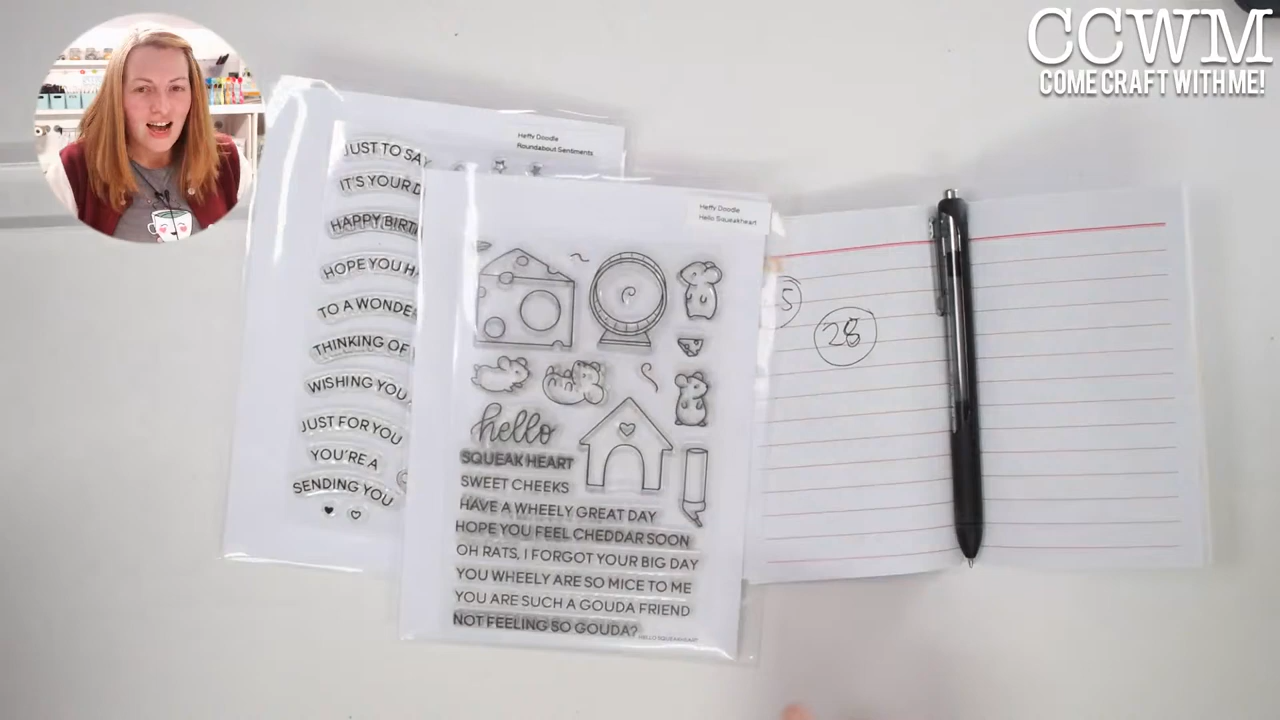 CCWM
COME CRAFT WITH ME!
Heffy Doodle
Roundabout Sentiments
JUST TO SAY
IT'S YOUR
HAPPY
HOPE YOU
TO A
THINKING OF
WISHING YOU
JUST FOR YOU
YOU'RE A
SENDING YOU
Heffy Doodle
Hello Squeakheart
hello
SQUEAK HEART
SWEET CHEEKS
HAVE A WHEELY GREAT DAY
HOPE YOU FEEL CHEDDAR SOON
OH RATS, I FORGOT YOUR BIG DAY
YOU WHEELY ARE SO MICE TO ME
YOU ARE SUCH A GOUDA FRIEND
NOT FEELING SO GOUDA?
HELLO SQUEAKHEART
5
28